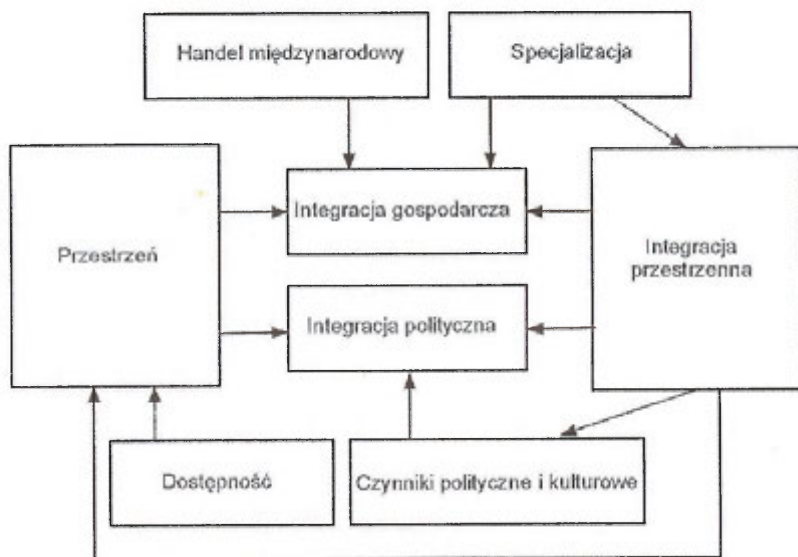 Handel międzynarodowy
Specjalizacja
Przestrzeń
Integracja gospodarcza
Integracja
przestrzenna
Integracja polityczna
Dostępność
Czynniki polityczne i kulturowe